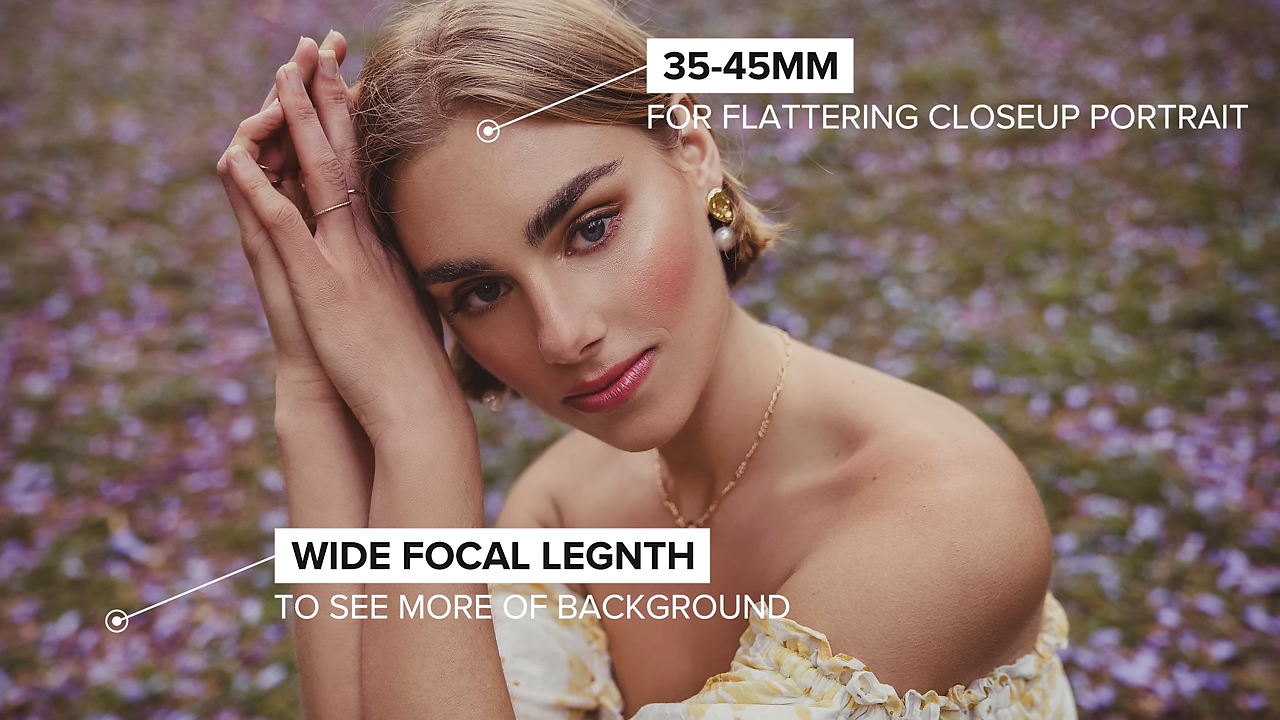 35-45MM
FOR FLATTERING CLOSEUP PORTRAIT
WIDE FOCAL LEGNTH
TO SEE MORE OF BACKGROUND